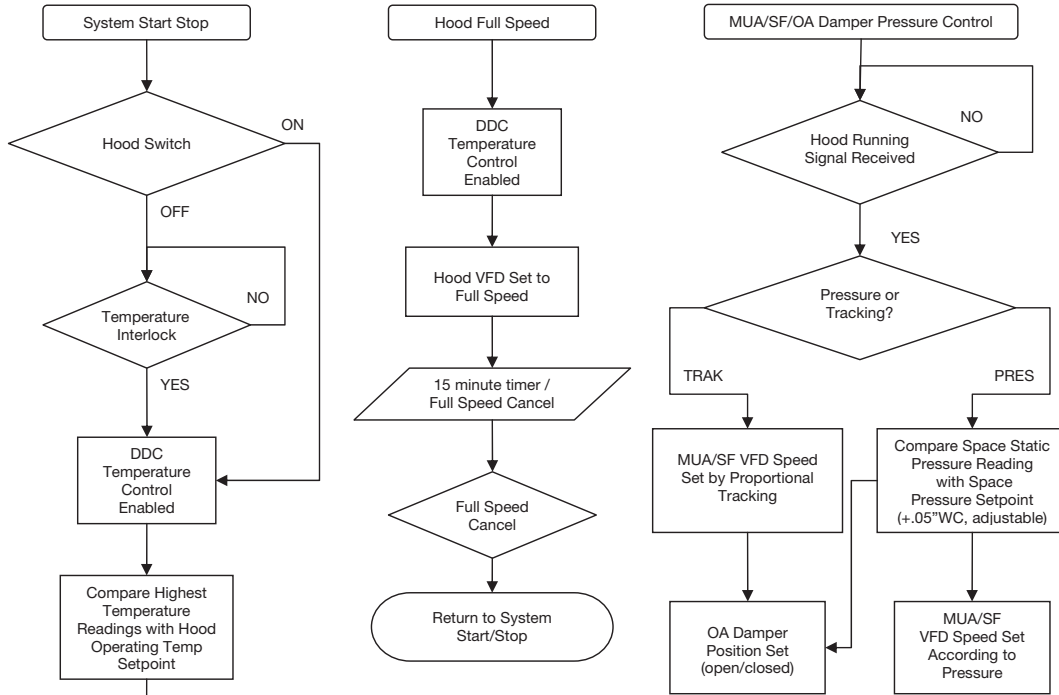 System Start Stop
Hood Switch
ON
OFF
NO
Temperature
Interlock
YES
DDC
Temperature
Control
Enabled
Compare Highest
Temperature
Readings with Hood
Operating Temp
Setpoint
Hood Full Speed
DDC
Temperature
Control
Enabled
Hood VFD Set to
Full Speed
15 minute timer /
Full Speed Cancel
Full Speed
Cancel
Return to System
Start/Stop
MUA/SF/OA Damper Pressure Control
NO
Hood Running
Signal Received
YES
Pressure or
Tracking?
TRAK
PRES
MUA/SF VFD Speed
Set by Proportional
Tracking
Compare Space Static
Pressure Reading
with Space
Pressure Setpoint
(+.05”WC, adjustable)
OA Damper
Position Set
(open/closed)
MUA/SF
VFD Speed Set
According to
Pressure